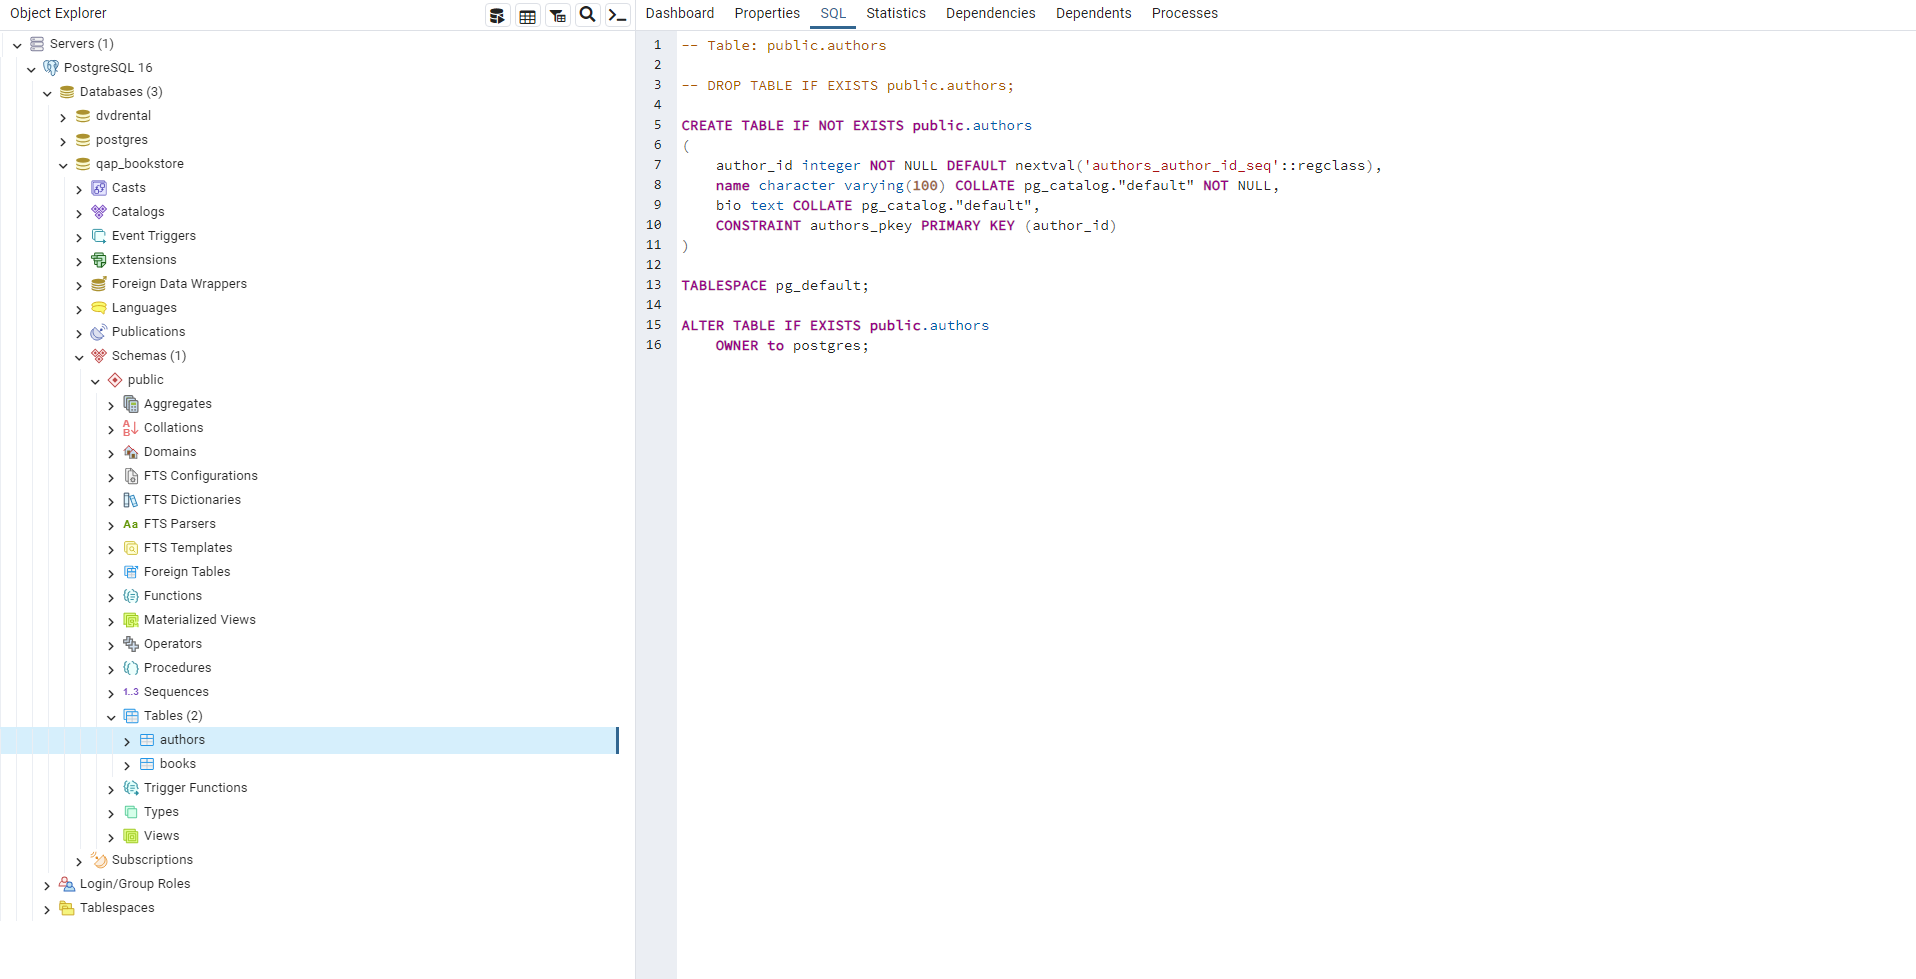 Object Explorer
Servers (1)
PostgreSQL 16
Databases (3)
dvdrental
postgres
qap_bookstore
Casts
Catalogs
Event Triggers
Extensions
Foreign Data Wrappers
Languages
Publications
Schemas (1)
public
Aggregates
Collations
Domains
FTS Configurations
FTS Dictionaries
Aa FTS Parsers
FTS Templates
Foreign Tables
Functions
Materialized Views
Operators
Procedures
1..3 Sequences
Tables (2)
authors
books
Trigger Functions
Types
Views
Subscriptions
Login/Group Roles
Tablespaces
Dashboard Properties SQL Statistics Dependencies Dependents Processes
1 -- Table: public.authors
2
3 -- DROP TABLE IF EXISTS public.authors;
4
5 CREATE TABLE IF NOT EXISTS public.authors
6 (
7     author_id integer NOT NULL DEFAULT nextval('authors_author_id_seq'::regclass),
8     name character varying(100) COLLATE pg_catalog."default" NOT NULL,
9     bio text COLLATE pg_catalog."default",
10     CONSTRAINT authors_pkey PRIMARY KEY (author_id)
11 )
12
13 TABLESPACE pg_default;
14
15 ALTER TABLE IF EXISTS public.authors
16     OWNER to postgres;